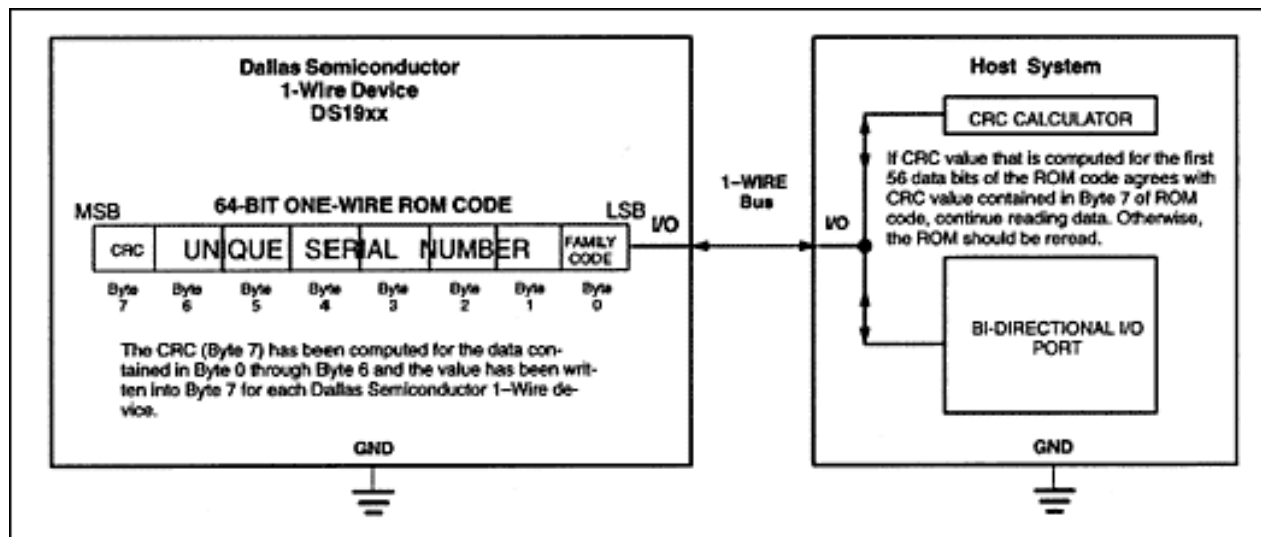 Dallas Semiconductor
1-Wire Device
DS19xx
64-BIT ONE-WIRE ROM CODE
MSB
LSB
I/O
CRC
UNIQUE SERIAL NUMBER
FAMILY
CODE
Byte
7
Byte
6
Byte
5
Byte
4
Byte
3
Byte
2
Byte
1
Byte
0
The CRC (Byte 7) has been computed for the data con-
tained in Byte 0 through Byte 6 and the value has been writ-
ten into Byte 7 for each Dallas Semiconductor 1–Wire de-
vice.
GND
1–WIRE
Bus
Host System
CRC CALCULATOR
If CRC value that is computed for the first
56 data bits of the ROM code agrees with
CRC value contained in Byte 7 of ROM
code, continue reading data. Otherwise,
the ROM should be reread.
I/O
BI-DIRECTIONAL I/O
PORT
GND